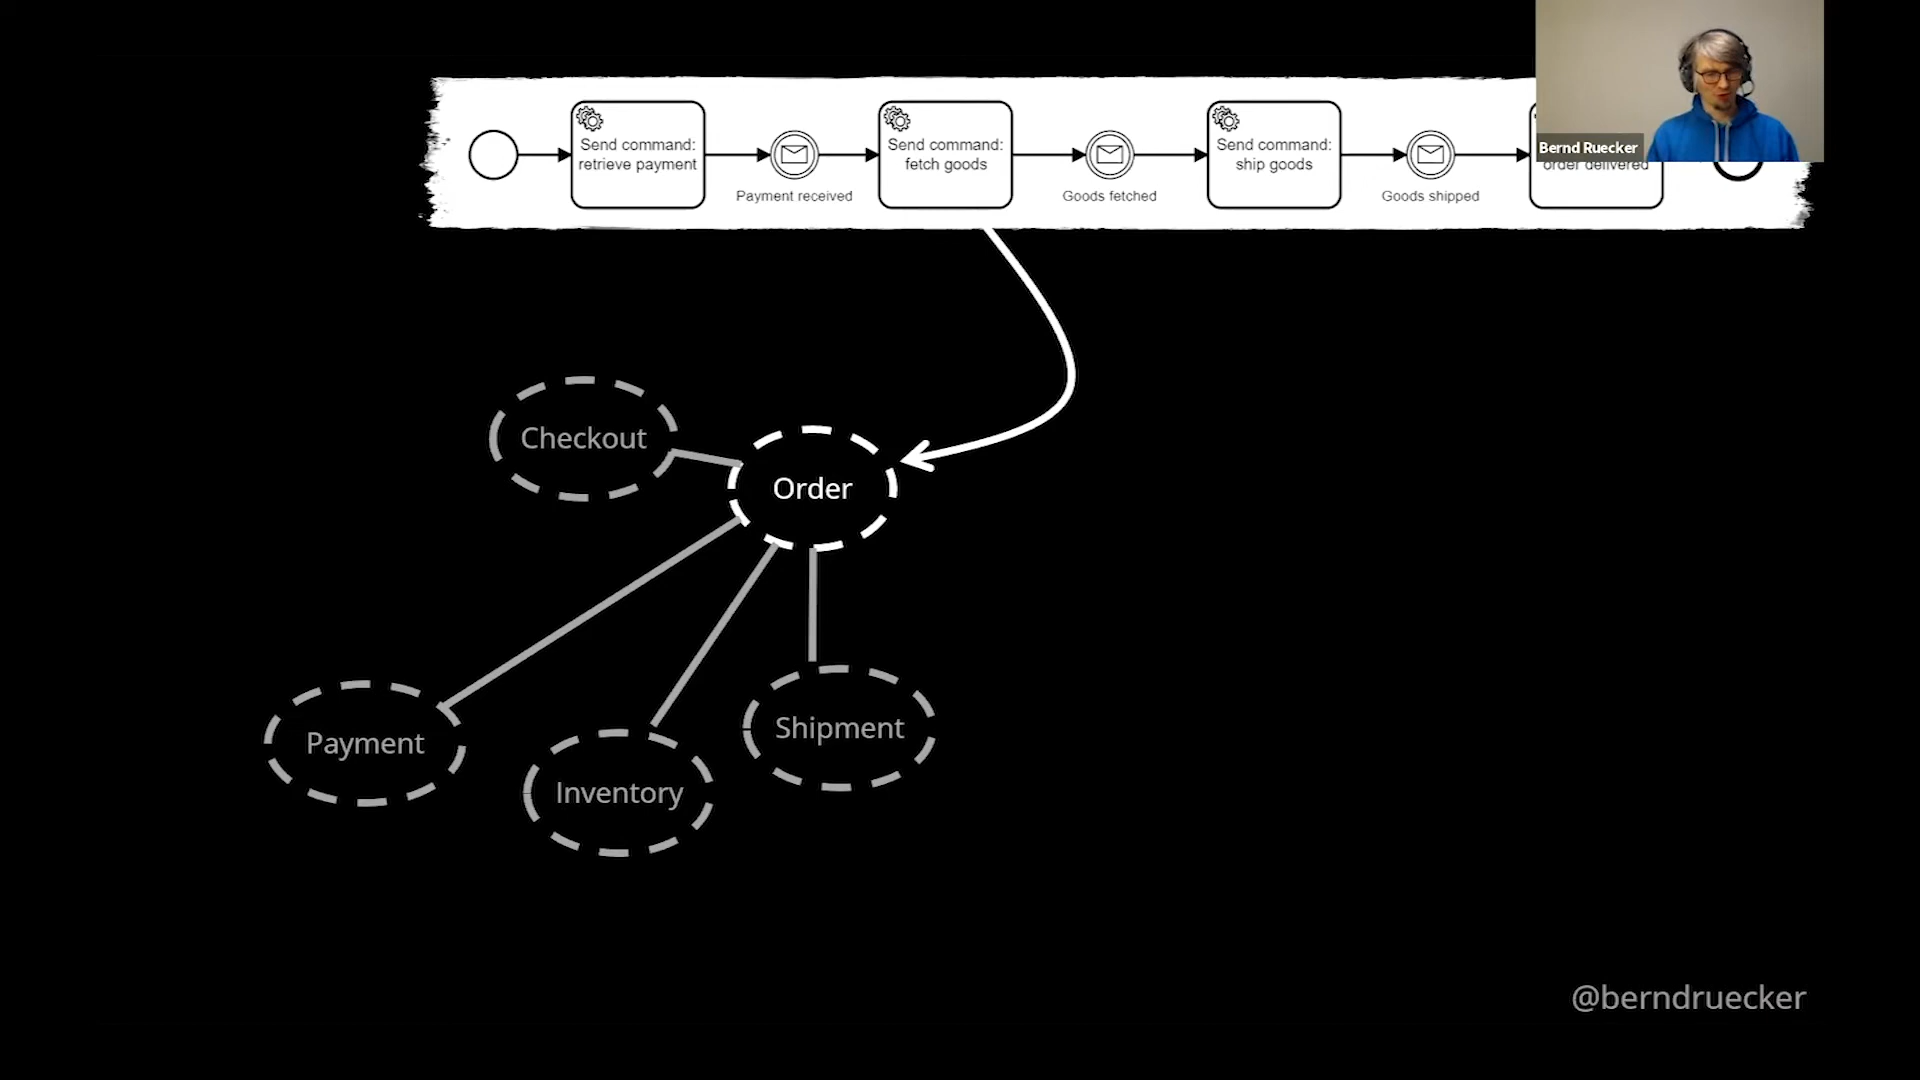 Send command:
retrieve payment
Payment received
Send command:
fetch goods
Goods fetched
Send command:
ship goods
Goods shipped
order delivered
Bernd Ruecker
Checkout
Order
Payment
Inventory
Shipment
@berndruecker